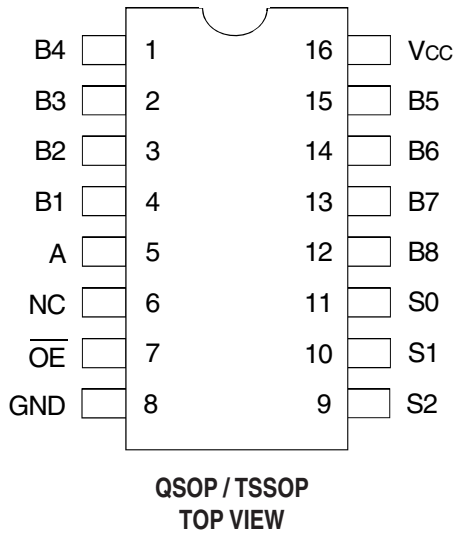 B4 1 16 Vcc
B3 2 15 B5
B2 3 14 B6
B1 4 13 B7
A 5 12 B8
NC 6 11 S0
O̅E̅ 7 10 S1
GND 8 9 S2
QSOP / TSSOP
TOP VIEW